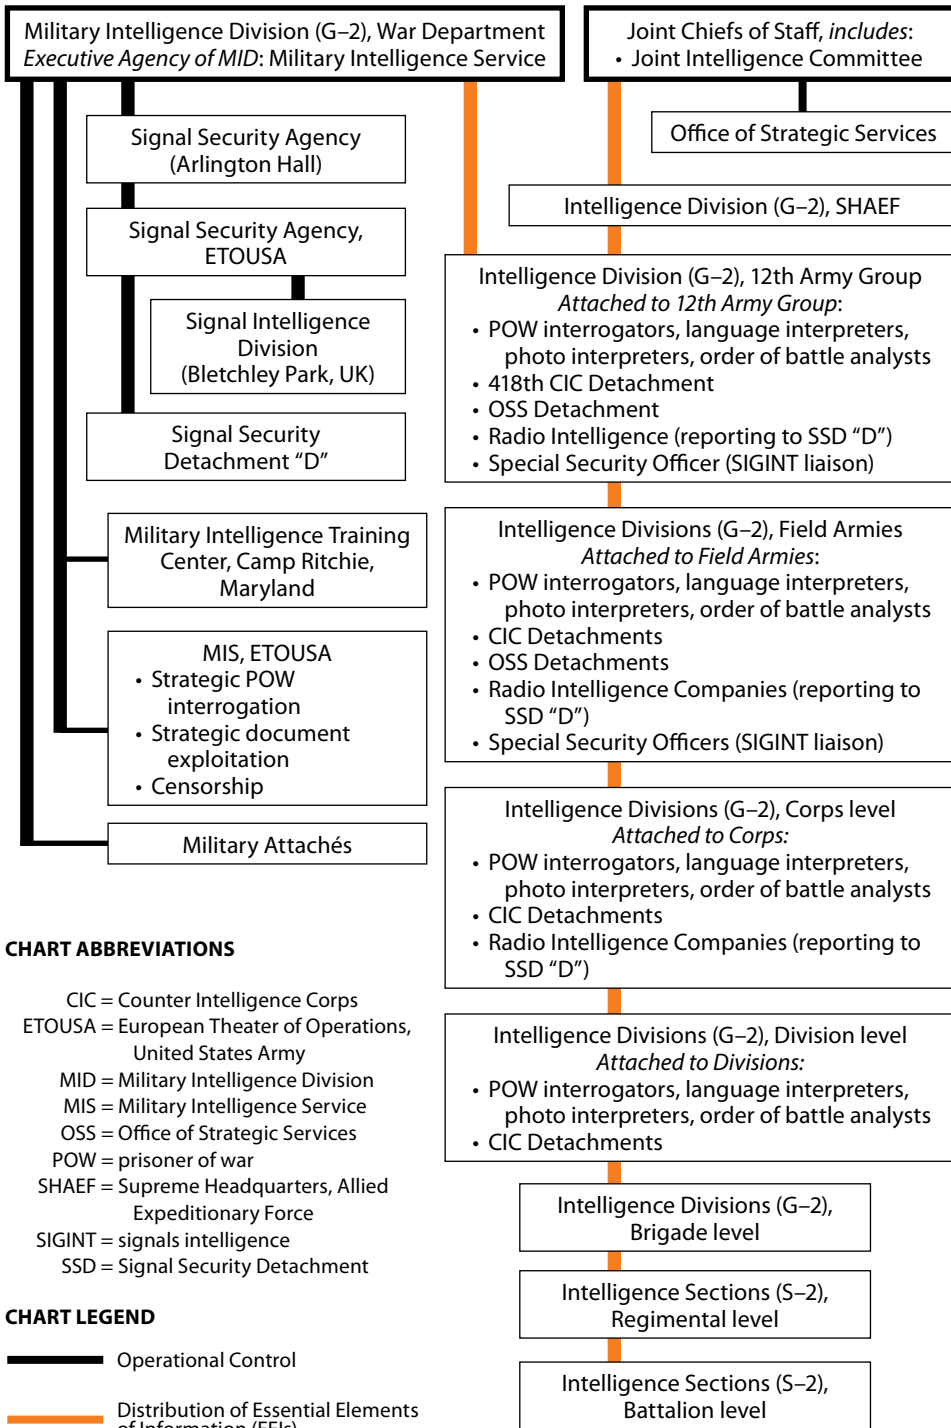 Military Intelligence Division (G–2), War Department
Executive Agency of MID: Military Intelligence Service
Joint Chiefs of Staff, includes:
• Joint Intelligence Committee
Signal Security Agency
(Arlington Hall)
Office of Strategic Services
Signal Security Agency,
ETOUSA
Intelligence Division (G–2), SHAEF
Signal Intelligence
Division
(Bletchley Park, UK)
Signal Security
Detachment “D”
Intelligence Division (G–2), 12th Army Group
Attached to 12th Army Group:
• POW interrogators, language interpreters,
photo interpreters, order of battle analysts
• 418th CIC Detachment
• OSS Detachment
• Radio Intelligence (reporting to SSD “D”)
• Special Security Officer (SIGINT liaison)
Military Intelligence Training
Center, Camp Ritchie,
Maryland
MIS, ETOUSA
• Strategic POW
interrogation
• Strategic document
exploitation
• Censorship
Military Attachés
Intelligence Divisions (G–2), Field Armies
Attached to Field Armies:
• POW interrogators, language interpreters,
photo interpreters, order of battle analysts
• CIC Detachments
• OSS Detachments
• Radio Intelligence Companies (reporting to
SSD “D”)
• Special Security Officers (SIGINT liaison)
Intelligence Divisions (G–2), Corps level
Attached to Corps:
• POW interrogators, language interpreters,
photo interpreters, order of battle analysts
• CIC Detachments
• Radio Intelligence Companies (reporting to
SSD “D”)
Intelligence Divisions (G–2), Division level
Attached to Divisions:
• POW interrogators, language interpreters,
photo interpreters, order of battle analysts
• CIC Detachments
Intelligence Divisions (G–2),
Brigade level
Intelligence Sections (S–2),
Regimental level
Intelligence Sections (S–2),
Battalion level
CHART ABBREVIATIONS
CIC = Counter Intelligence Corps
ETOUSA = European Theater of Operations,
United States Army
MID = Military Intelligence Division
MIS = Military Intelligence Service
OSS = Office of Strategic Services
POW = prisoner of war
SHAEF = Supreme Headquarters, Allied
Expeditionary Force
SIGINT = signals intelligence
SSD = Signal Security Detachment
CHART LEGEND
Operational Control
Distribution of Essential Elements
of Information (EEIs)